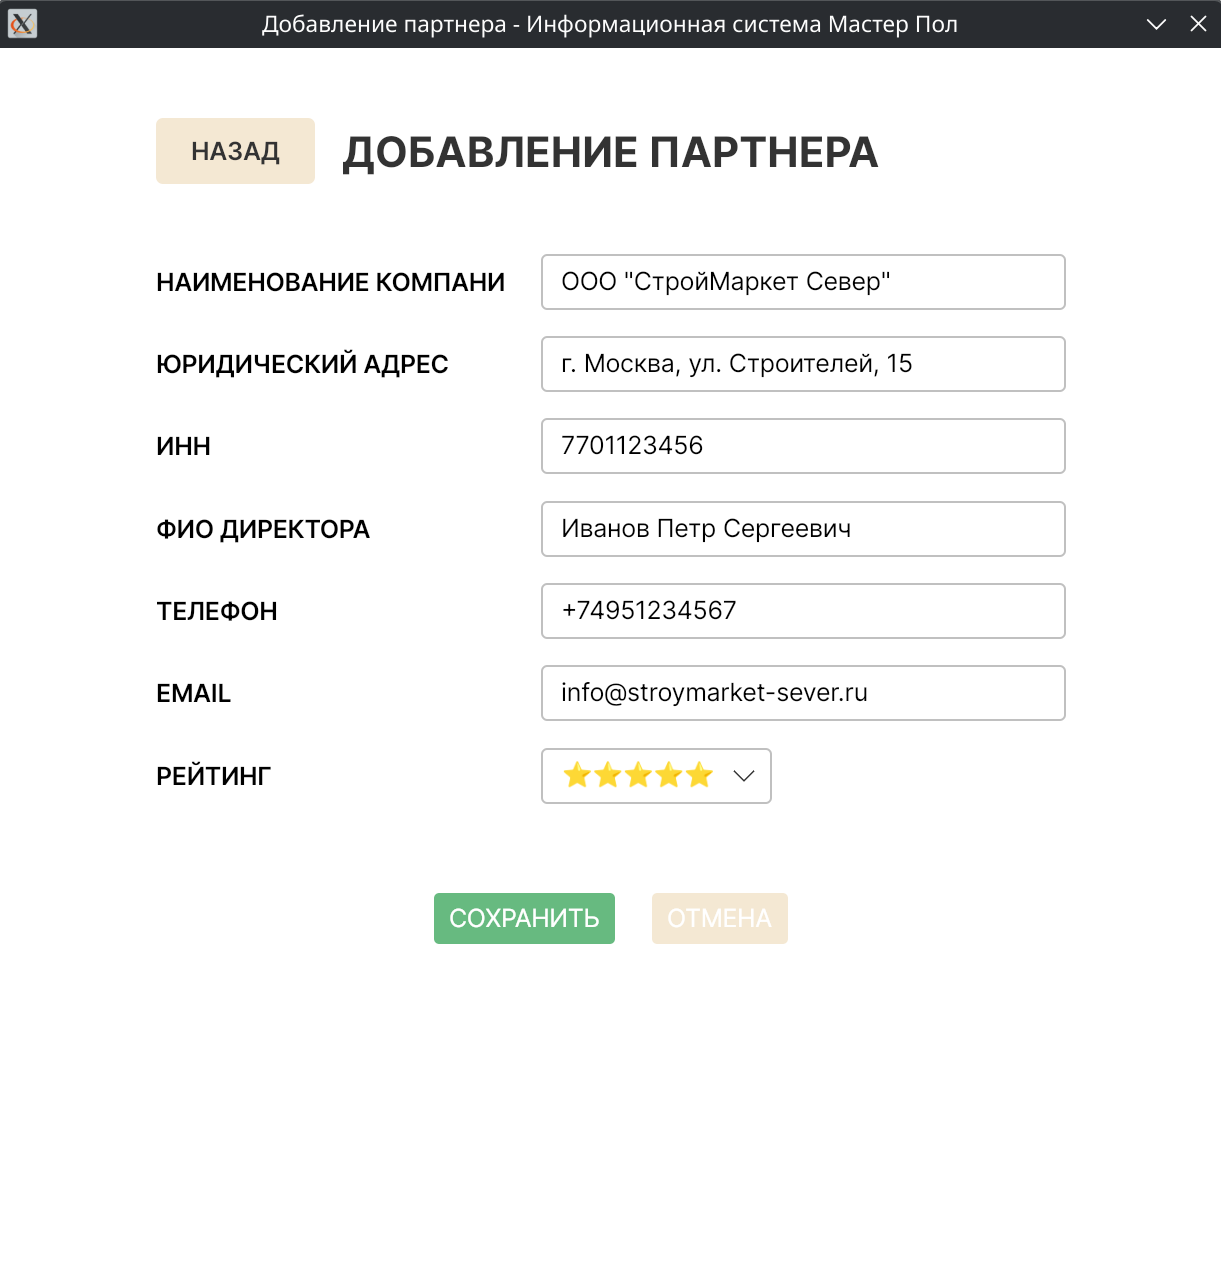 Добавление партнера - Информационная система Мастер Пол
НАЗАД
ДОБАВЛЕНИЕ ПАРТНЕРА
НАИМЕНОВАНИЕ КОМПАНИ
ООО "СтройМаркет Север"
ЮРИДИЧЕСКИЙ АДРЕС
г. Москва, ул. Строителей, 15
ИНН
7701123456
ФИО ДИРЕКТОРА
Иванов Петр Сергеевич
ТЕЛЕФОН
+74951234567
EMAIL
info@stroymarket-sever.ru
РЕЙТИНГ
⭐⭐⭐⭐⭐
СОХРАНИТЬ
ОТМЕНА